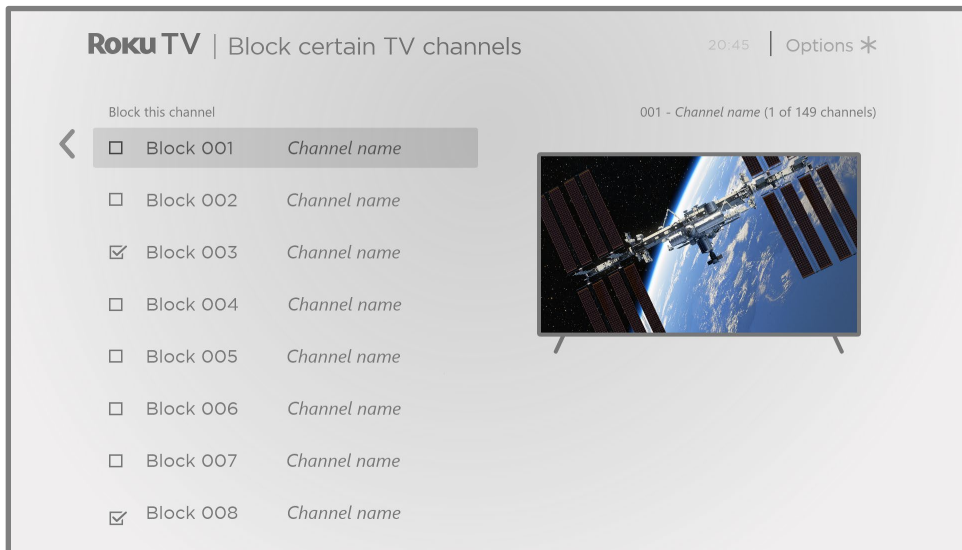 Roku TV | Block certain TV channels
20:45 | Options
Block this channel
001 - Channel name (1 of 149 channels)
Block 001 Channel name
Block 002 Channel name
Block 003 Channel name
Block 004 Channel name
Block 005 Channel name
Block 006 Channel name
Block 007 Channel name
Block 008 Channel name